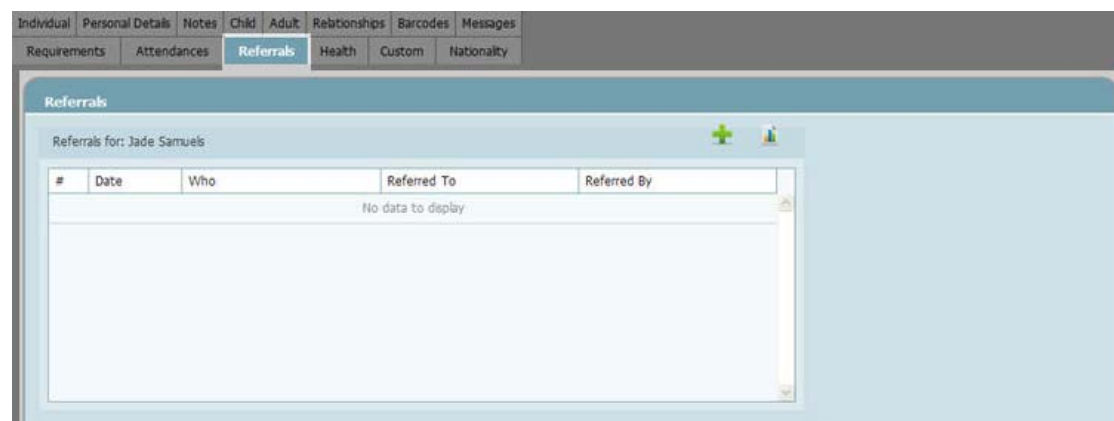 Individual Personal Details Notes Child Adult Relationships Barcodes Messages
Requirements Attendances Referrals Health Custom Nationality
Referrals
Referrals for: Jade Samuels
# Date Who Referred To Referred By
No data to display